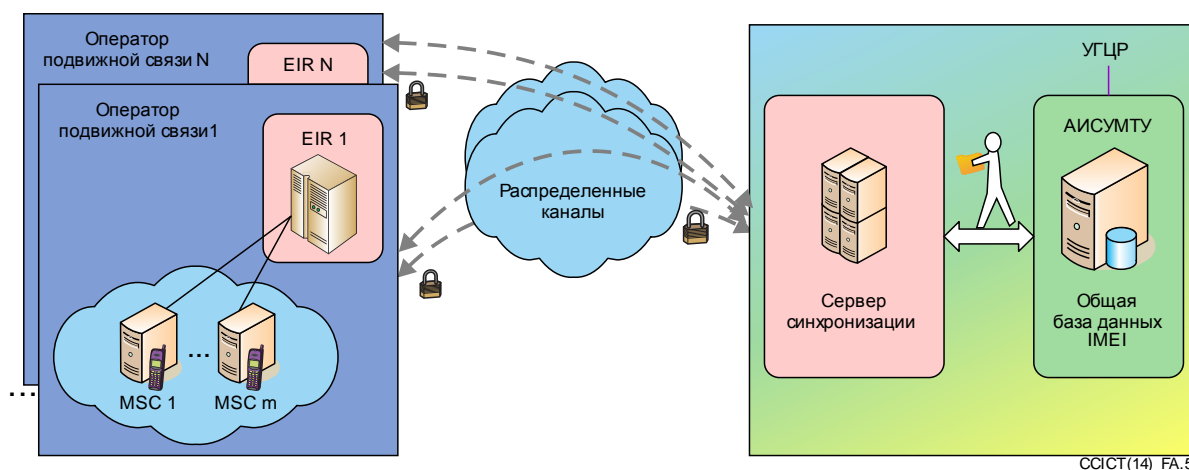 Оператор
подвижной связи N
EIR N
Оператор
подвижной связи1
EIR 1
...
MSC 1
MSC m
...
Распределенные
каналы
УГЦР
АИСУМТУ
Сервер
синхронизации
Общая
база данных
IMEI
CCICT(14)_FA.5